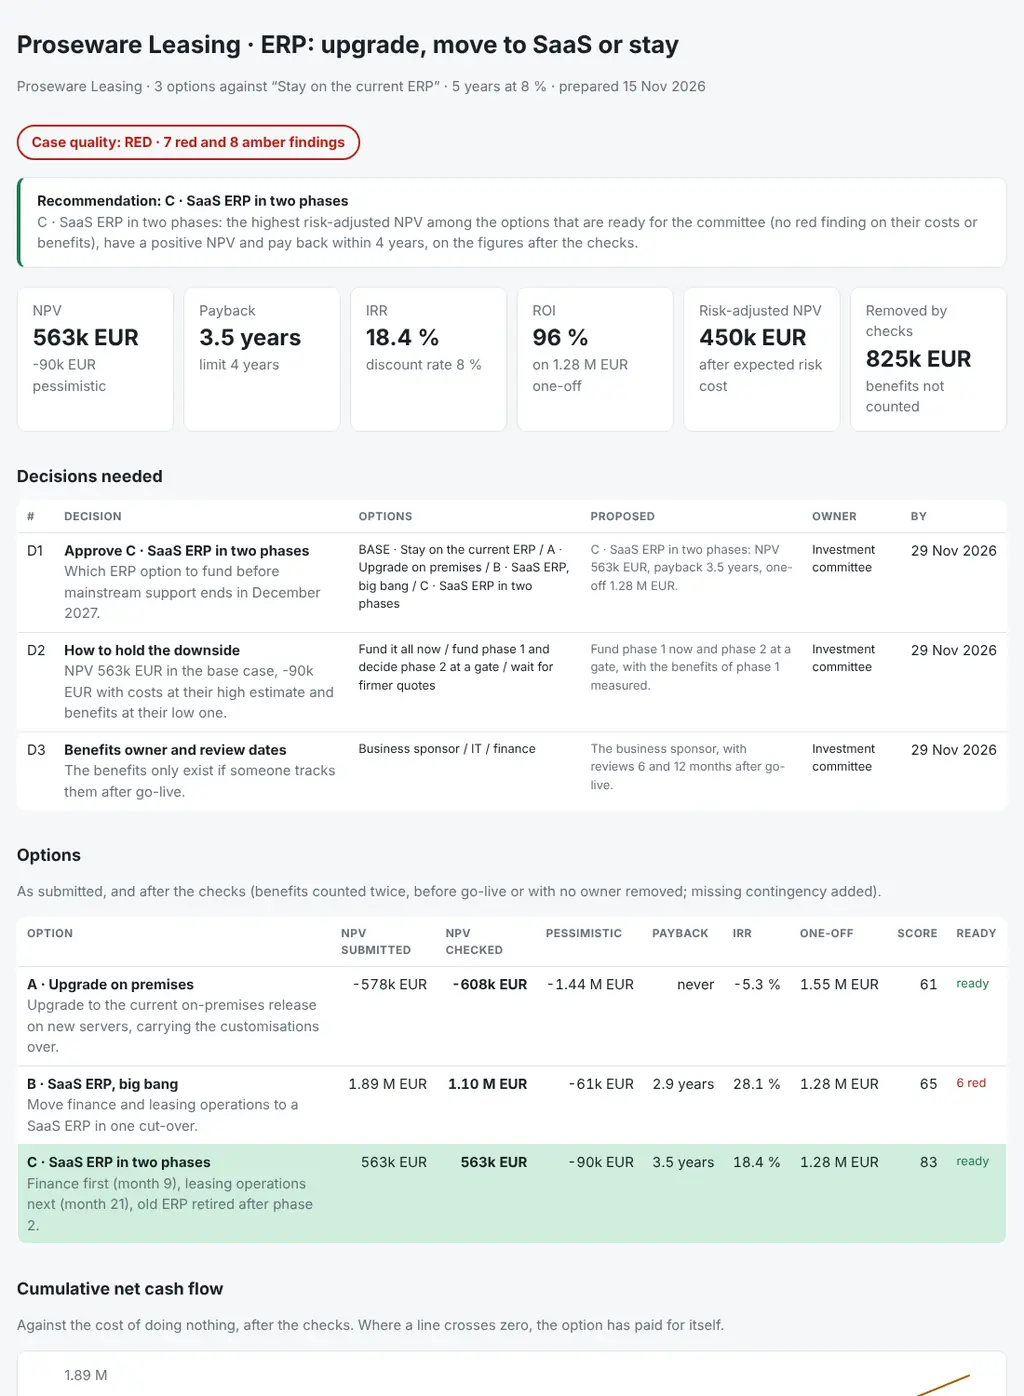 Proseware Leasing · ERP: upgrade, move to SaaS or stay
Proseware Leasing · 3 options against “Stay on the current ERP” · 5 years at 8 % · prepared 15 Nov 2026
Case quality: RED · 7 red and 8 amber findings
Recommendation: C · SaaS ERP in two phases
C · SaaS ERP in two phases: the highest risk-adjusted NPV among the options that are ready for the committee (no red finding on their costs or
benefits), have a positive NPV and pay back within 4 years, on the figures after the checks.
NPV
563k EUR
-90k EUR
pessimistic
Payback
3.5 years
limit 4 years
IRR
18.4 %
discount rate 8 %
ROI
96 %
on 1.28 M EUR
one-off
Risk-adjusted NPV
450k EUR
after expected risk
cost
Removed by
checks
825k EUR
benefits not
counted
Decisions needed
# DECISION OPTIONS PROPOSED OWNER BY
D1
Approve C · SaaS ERP in two phases
Which ERP option to fund before
mainstream support ends in December
2027.
BASE · Stay on the current ERP / A ·
Upgrade on premises / B · SaaS ERP,
big bang / C · SaaS ERP in two
phases
C · SaaS ERP in two phases: NPV
563k EUR, payback 3.5 years, one-
off 1.28 M EUR.
Investment
committee
29 Nov 2026
D2
How to hold the downside
NPV 563k EUR in the base case, -90k
EUR with costs at their high estimate and
benefits at their low one.
Fund it all now / fund phase 1 and
decide phase 2 at a gate / wait for
firmer quotes
Fund phase 1 now and phase 2 at a
gate, with the benefits of phase 1
measured.
Investment
committee
29 Nov 2026
D3
Benefits owner and review dates
The benefits only exist if someone tracks
them after go-live.
Business sponsor / IT / finance
The business sponsor, with
reviews 6 and 12 months after go-
live.
Investment
committee
29 Nov 2026
Options
As submitted, and after the checks (benefits counted twice, before go-live or with no owner removed; missing contingency added).
OPTION
NPV
SUBMITTED
NPV
CHECKED
PESSIMISTIC PAYBACK IRR ONE-OFF SCORE READY
A · Upgrade on premises
Upgrade to the current on-premises release
on new servers, carrying the customisations
over.
-578k EUR -608k EUR -1.44 M EUR never -5.3 % 1.55 M EUR 61 ready
B · SaaS ERP, big bang
Move finance and leasing operations to a
SaaS ERP in one cut-over.
1.89 M EUR 1.10 M EUR -61k EUR 2.9 years 28.1 % 1.28 M EUR 65 6 red
C · SaaS ERP in two phases
Finance first (month 9), leasing operations
next (month 21), old ERP retired after phase
2.
563k EUR 563k EUR -90k EUR 3.5 years 18.4 % 1.28 M EUR 83 ready
Cumulative net cash flow
Against the cost of doing nothing, after the checks. Where a line crosses zero, the option has paid for itself.
1.89 M